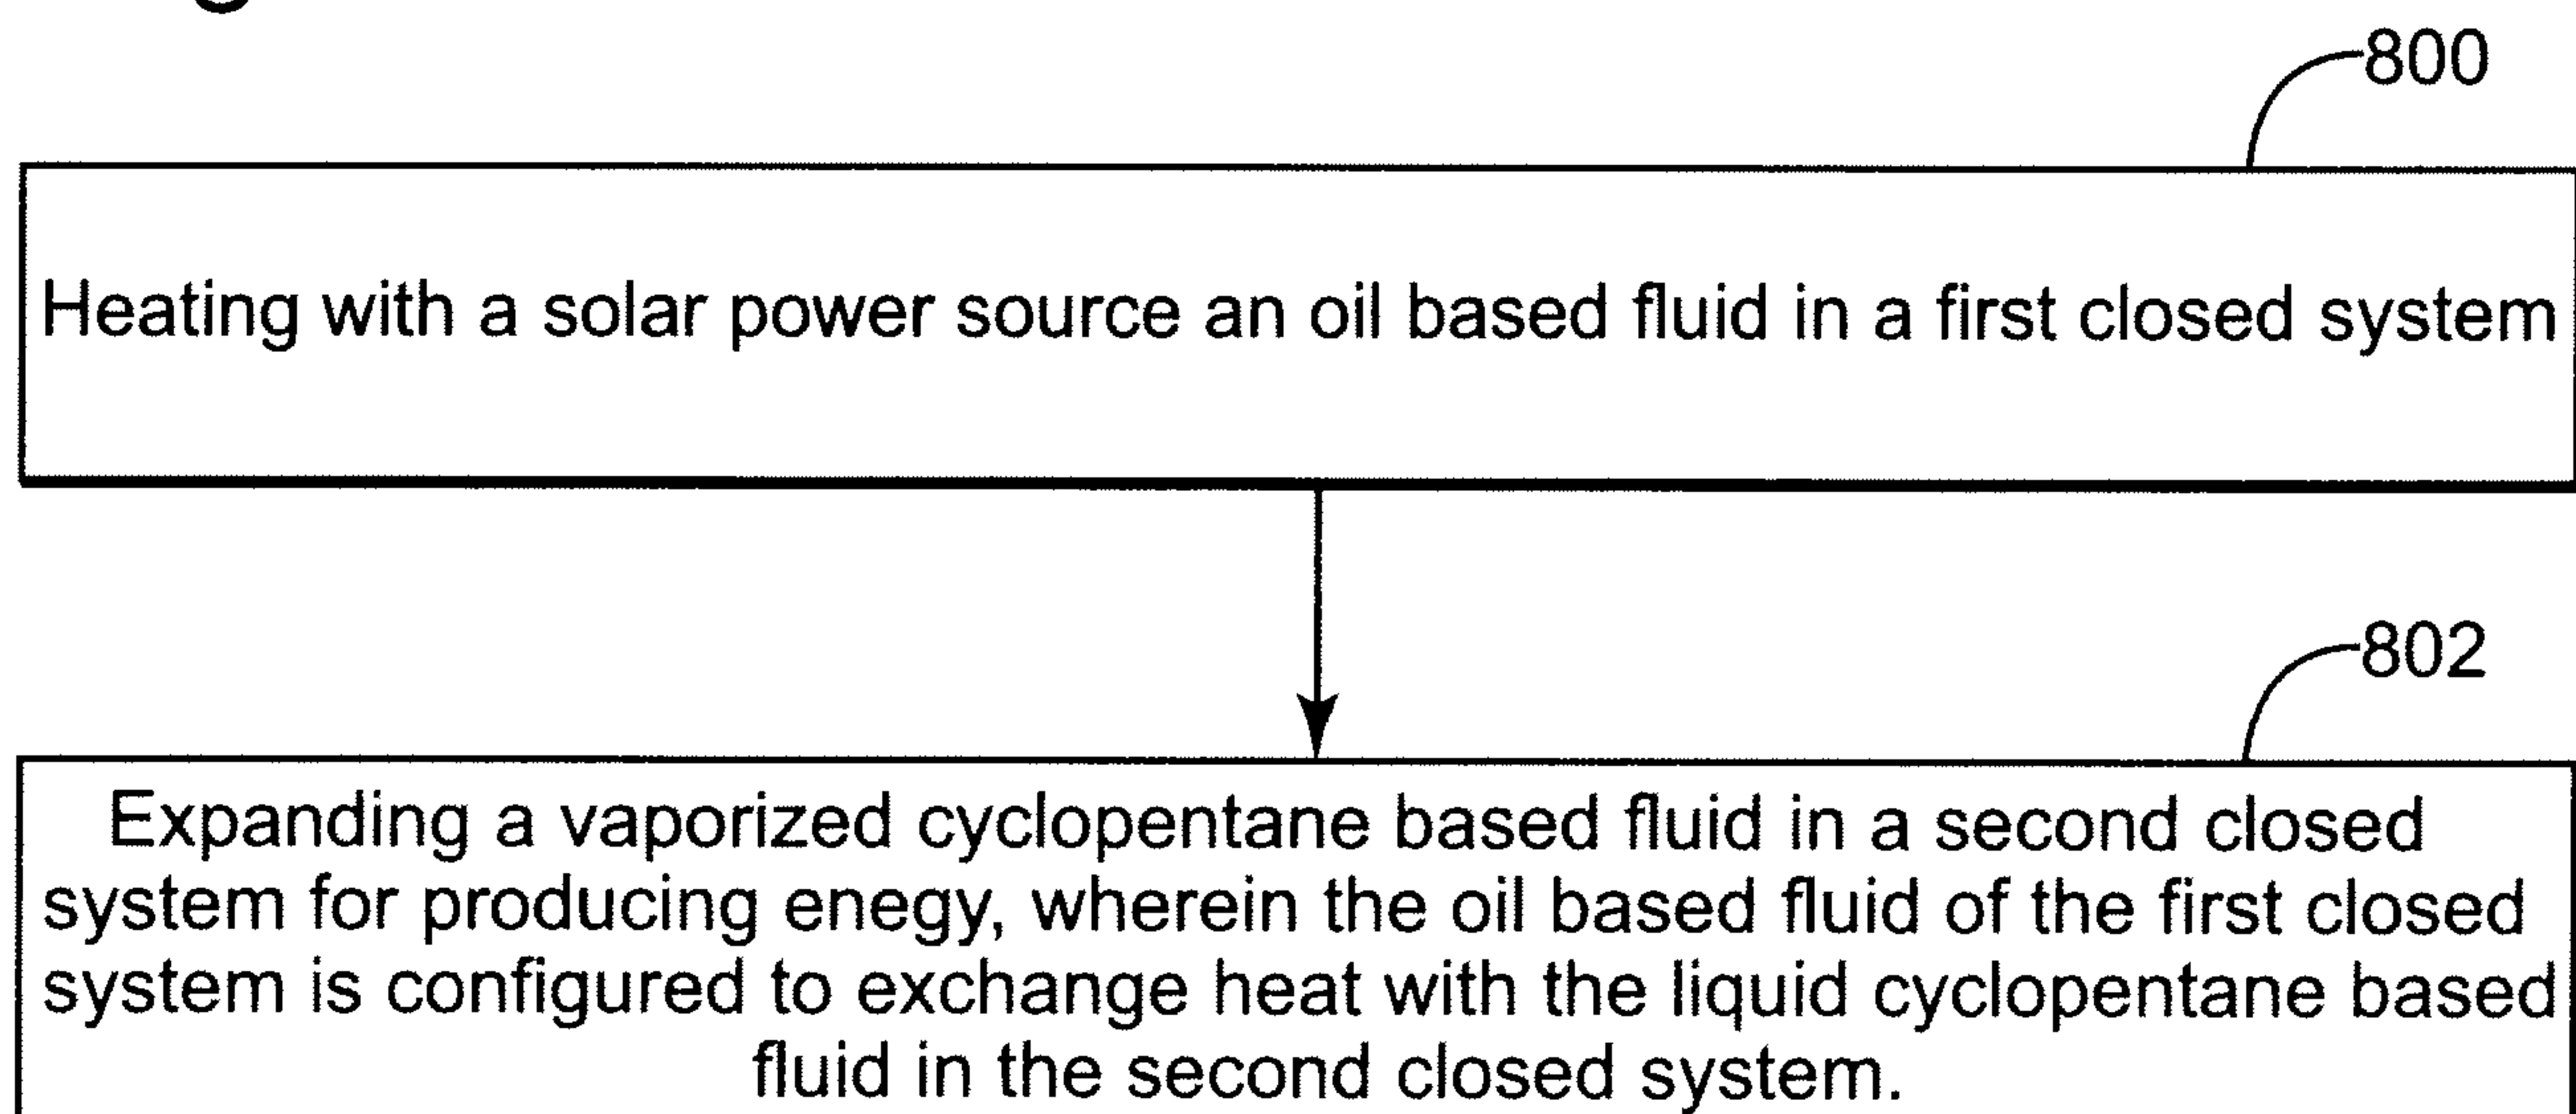 800
Heating with a solar power source an oil based fluid in a first closed system
802
Expanding a vaporized cyclopentane based fluid in a second closed
system for producing enegy, wherein the oil based fluid of the first closed
system is configured to exchange heat with the liquid cyclopentane based
fluid in the second closed system.